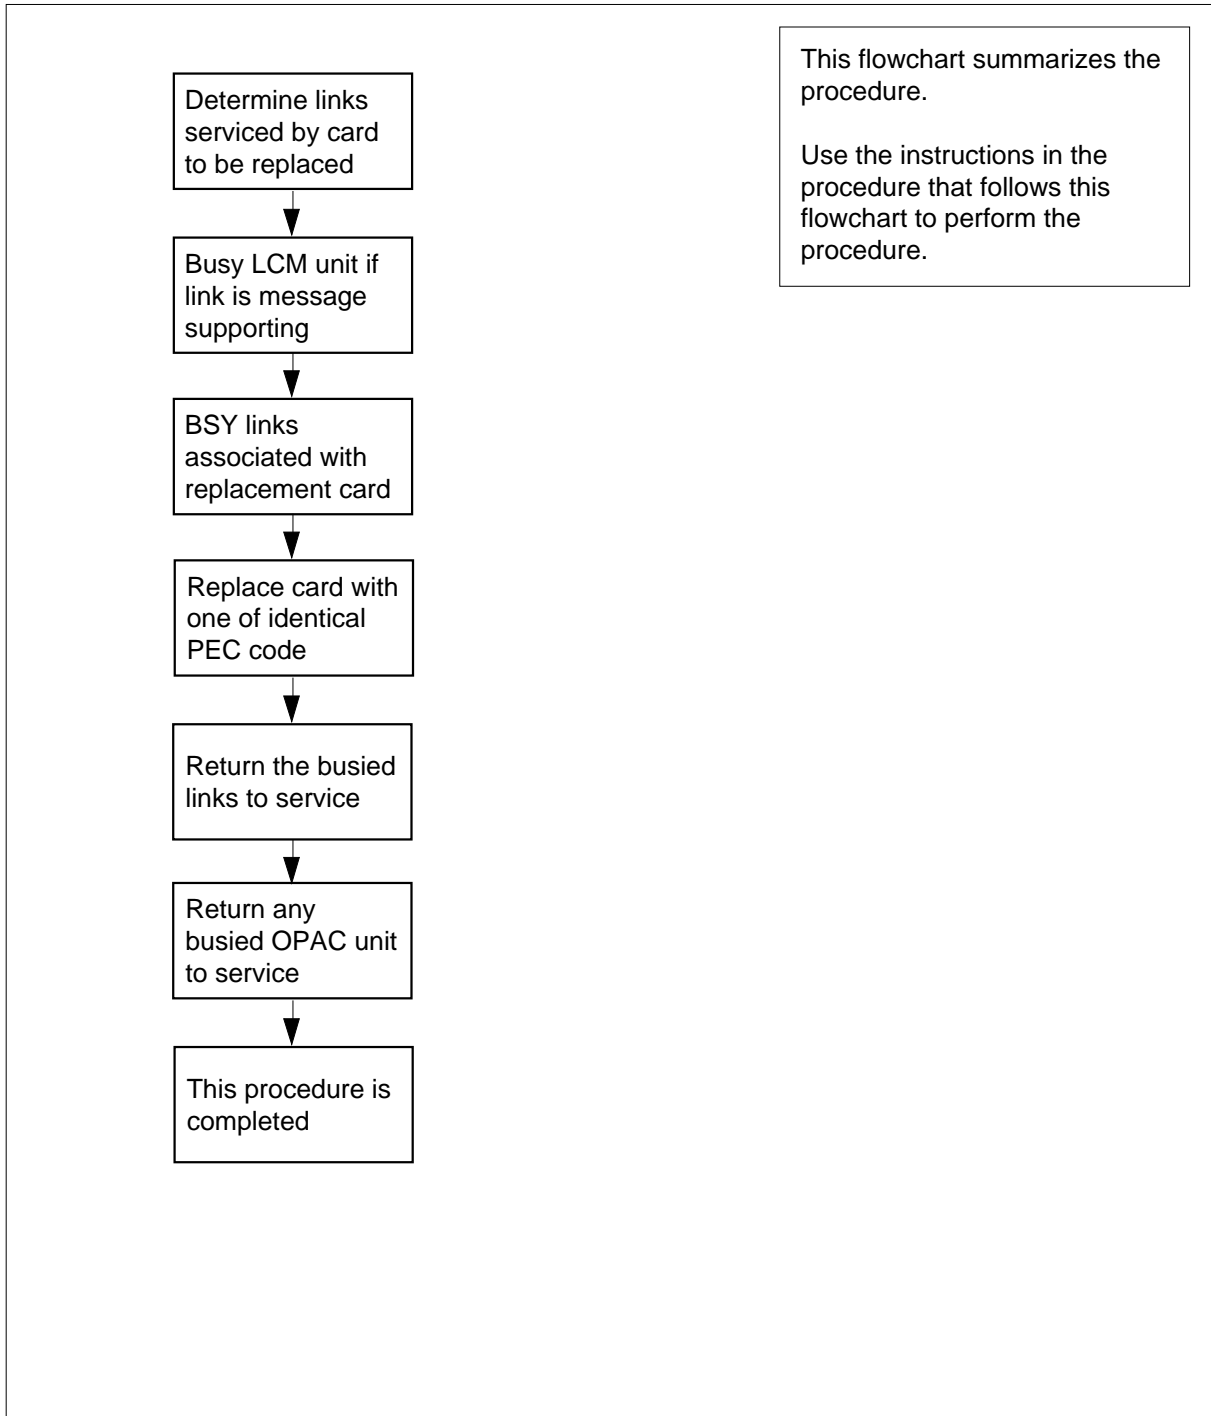 This flowchart summarizes the
procedure.
Use the instructions in the
procedure that follows this
flowchart to perform the
procedure.
Determine links
serviced by card
to be replaced
Busy LCM unit if
link is message
supporting
BSY links
associated with
replacement card
Replace card with
one of identical
PEC code
Return the busied
links to service
Return any
busied OPAC unit
to service
This procedure is
completed